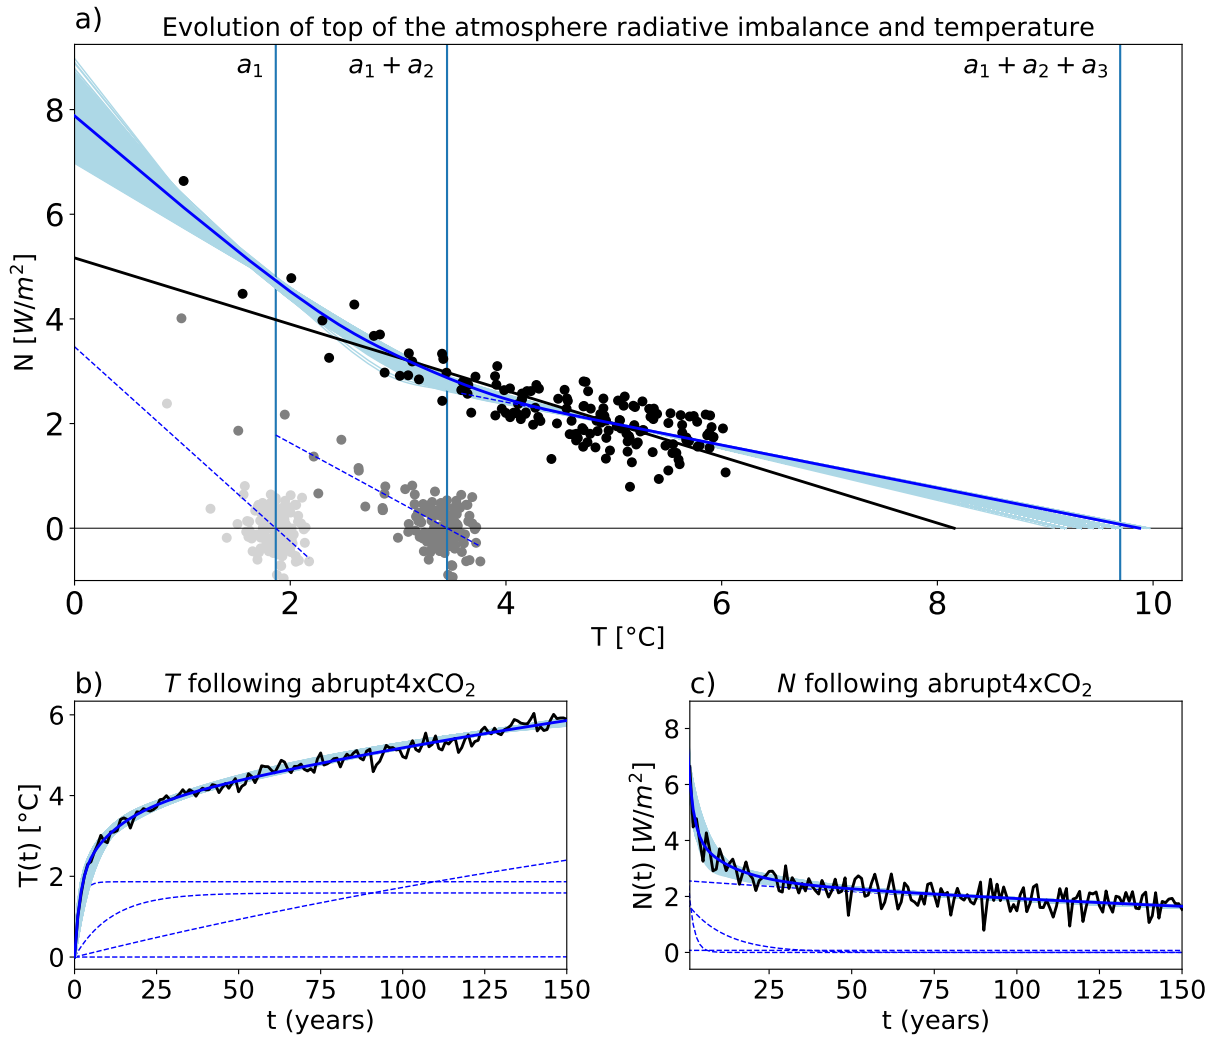 a)
Evolution of top of the atmosphere radiative imbalance and temperature
a₁
a₁ + a₂
a₁ + a₂ + a₃
N [W/m²]
8
6
4
2
0
0 2 4 6 8 10
T [°C]
b)
T following abrupt4xCO₂
T(t) [°C]
6
4
2
0
0 25 50 75 100 125 150
t (years)
c)
N following abrupt4xCO₂
N(t) [W/m²]
8
6
4
2
0
25 50 75 100 125 150
t (years)